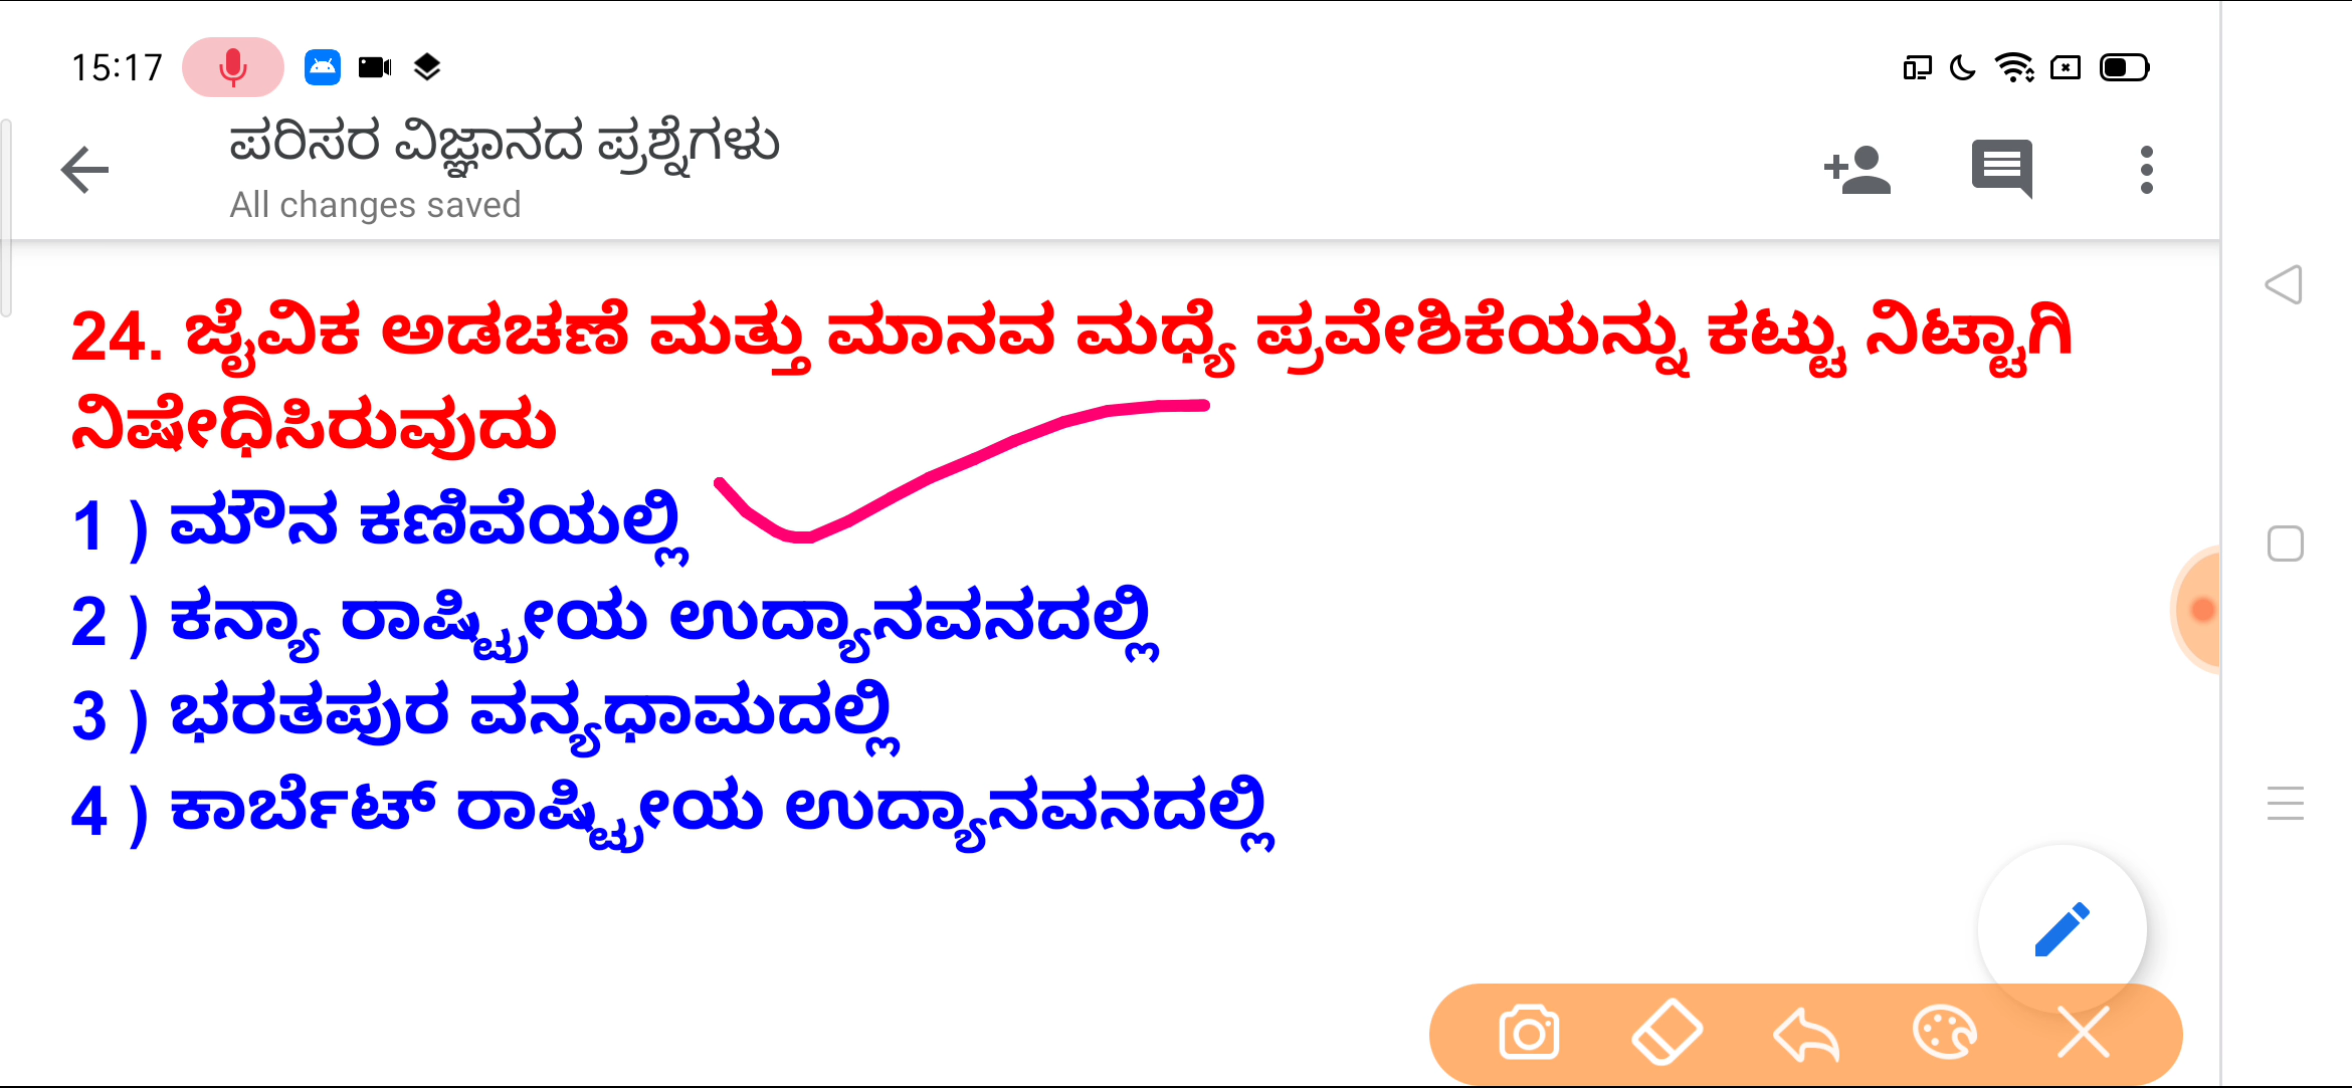 15:17
ಪರಿಸರ ವಿಜ್ಞಾನದ ಪ್ರಶ್ನೆಗಳು
All changes saved
24. ಜೈವಿಕ ಅಡಚಣೆ ಮತ್ತು ಮಾನವ ಮಧ್ಯೆ ಪ್ರವೇಶಿಕೆಯನ್ನು ಕಟ್ಟು ನಿಟ್ಟಾಗಿ
ನಿಷೇಧಿಸಿರುವುದು
1 ) ಮೌನ ಕಣಿವೆಯಲ್ಲಿ
2 ) ಕನ್ಯಾ ರಾಷ್ಟ್ರೀಯ ಉದ್ಯಾನವನದಲ್ಲಿ
3 ) ಭರತಪುರ ವನ್ಯಧಾಮದಲ್ಲಿ
4 ) ಕಾರ್ಬೆಟ್ ರಾಷ್ಟ್ರೀಯ ಉದ್ಯಾನವನದಲ್ಲಿ